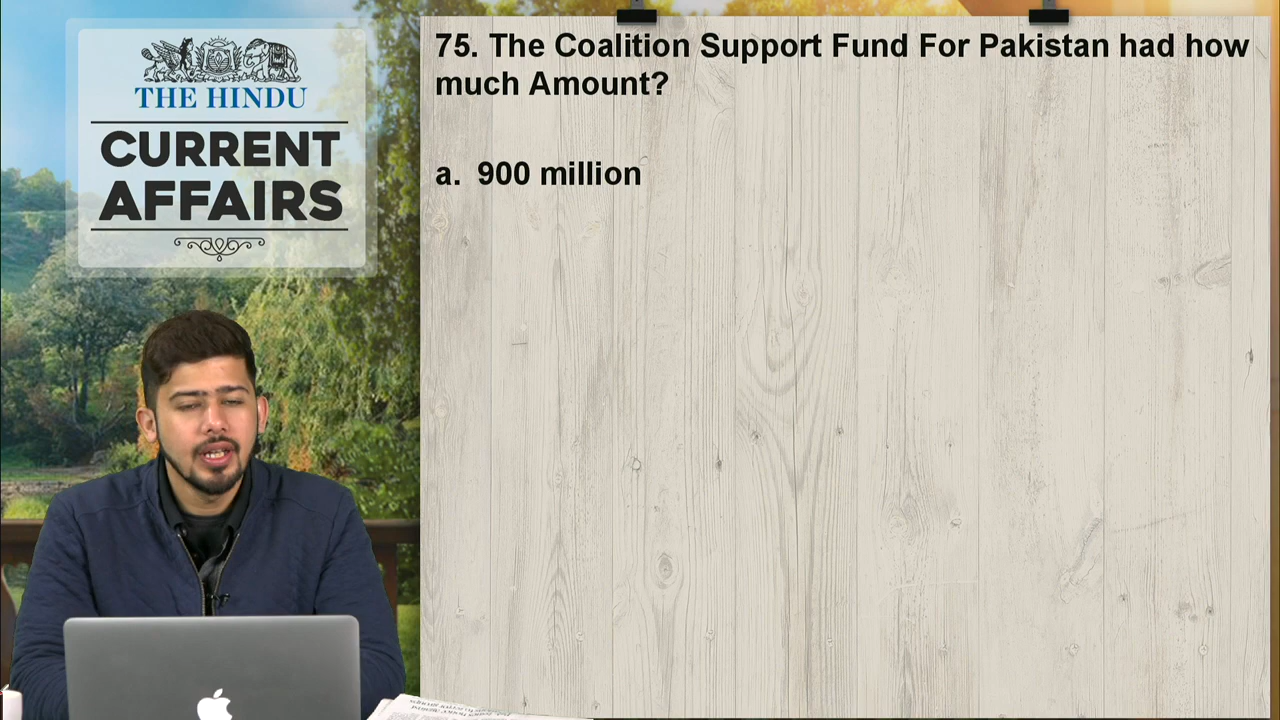 THE HINDU
CURRENT
AFFAIRS
75. The Coalition Support Fund For Pakistan had how
much Amount?
a. 900 million